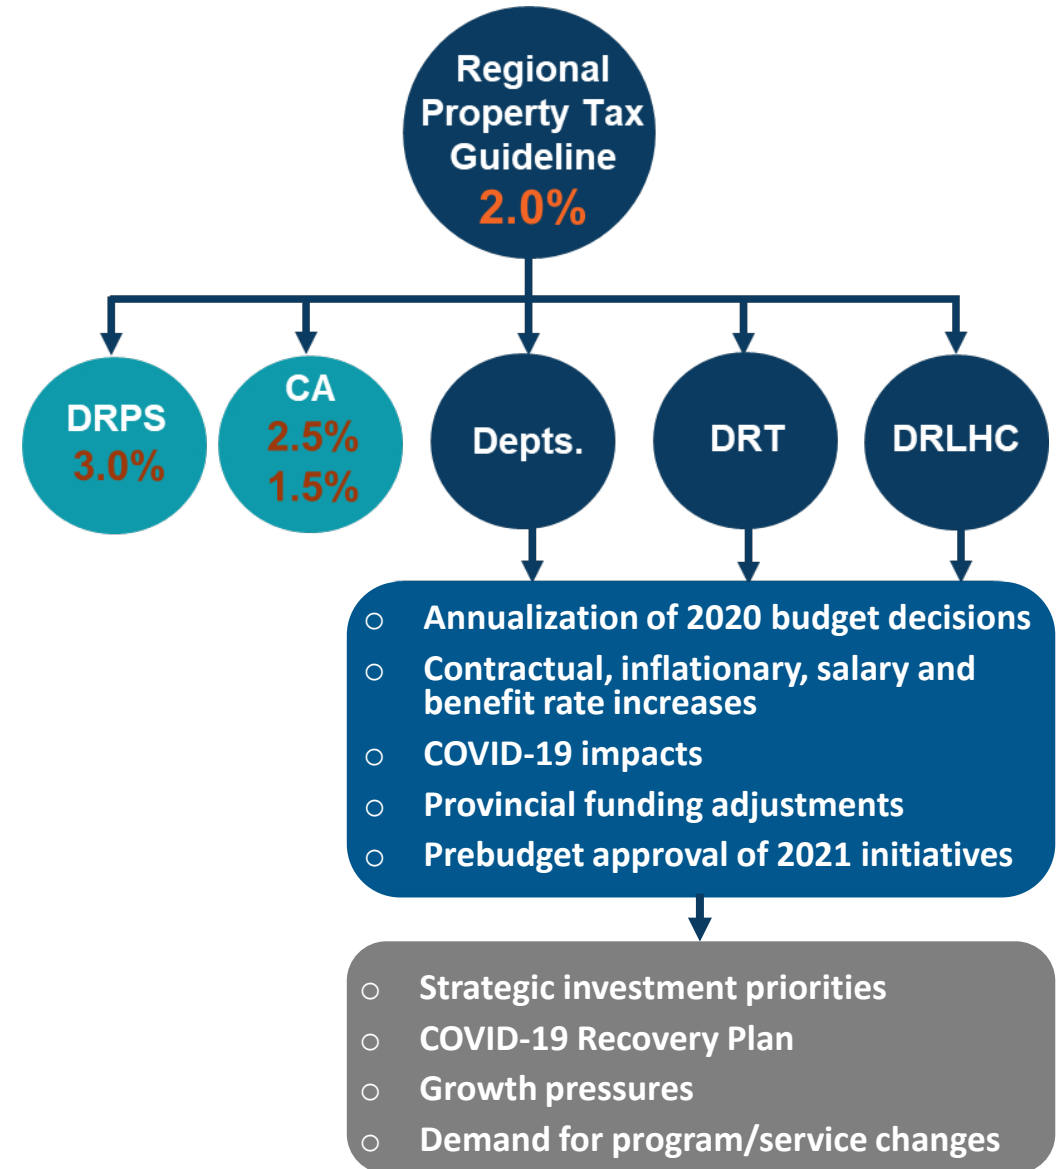 Regional
Property Tax
Guideline
2.0%
DRPS
3.0%
CA
2.5%
1.5%
Depts.
DRT
DRLHC
o Annualization of 2020 budget decisions
o Contractual, inflationary, salary and
benefit rate increases
o COVID-19 impacts
o Provincial funding adjustments
o Prebudget approval of 2021 initiatives
o Strategic investment priorities
o COVID-19 Recovery Plan
o Growth pressures
o Demand for program/service changes